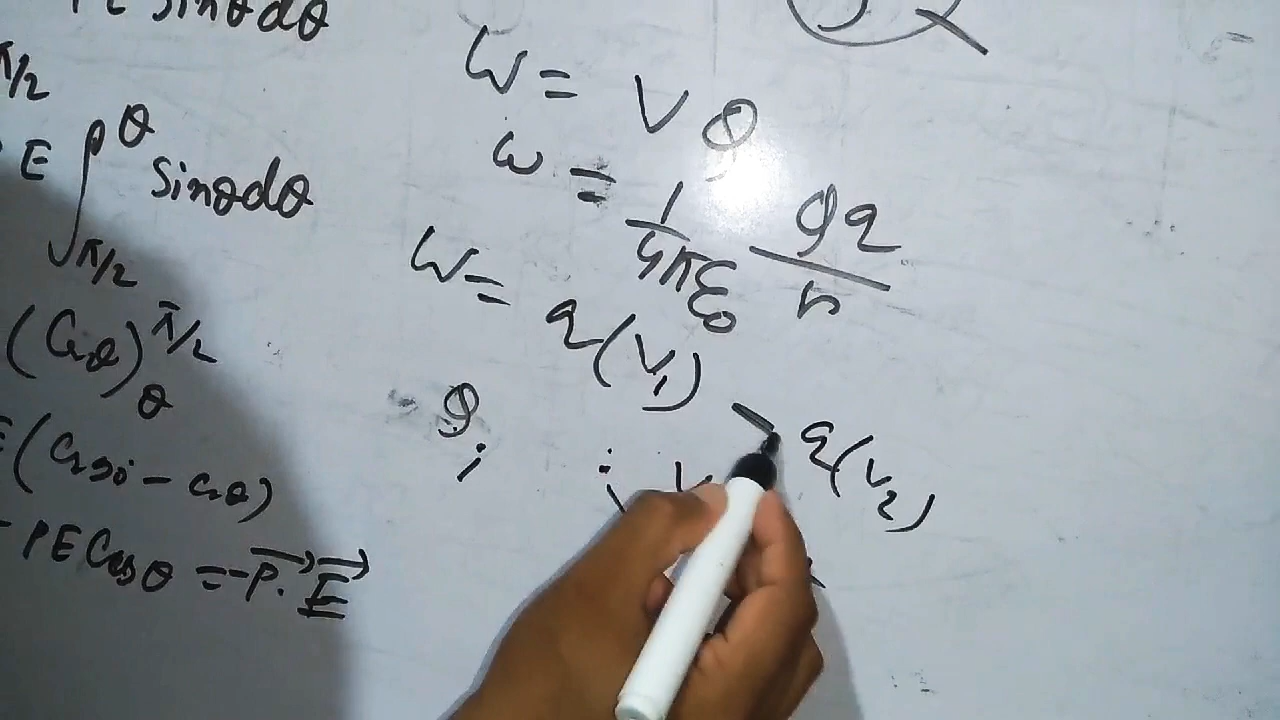 sinθdθ
π/2
E ∫_{π/2}^{θ} sinθdθ
(Cosθ)_{θ}^{π/2}
(Cos90° - Cosθ)
- PE Cosθ = -P⃗.E⃗
W = VQ
W = 1/4πε₀ Qq/r
W = q(V₁) - q(V₂)
Q